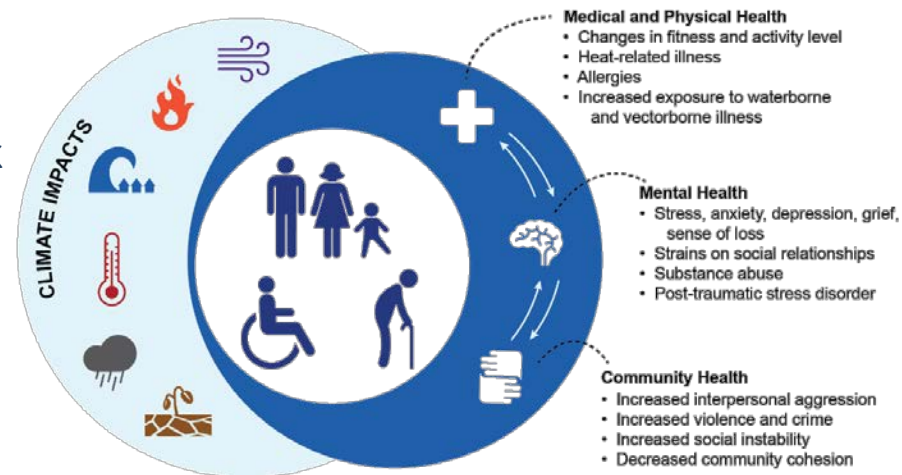 CLIMATE IMPACTS
Medical and Physical Health
• Changes in fitness and activity level
• Heat-related illness
• Allergies
• Increased exposure to waterborne
and vectorborne illness
Mental Health
• Stress, anxiety, depression, grief,
sense of loss
• Strains on social relationships
• Substance abuse
• Post-traumatic stress disorder
Community Health
• Increased interpersonal aggression
• Increased violence and crime
• Increased social instability
• Decreased community cohesion